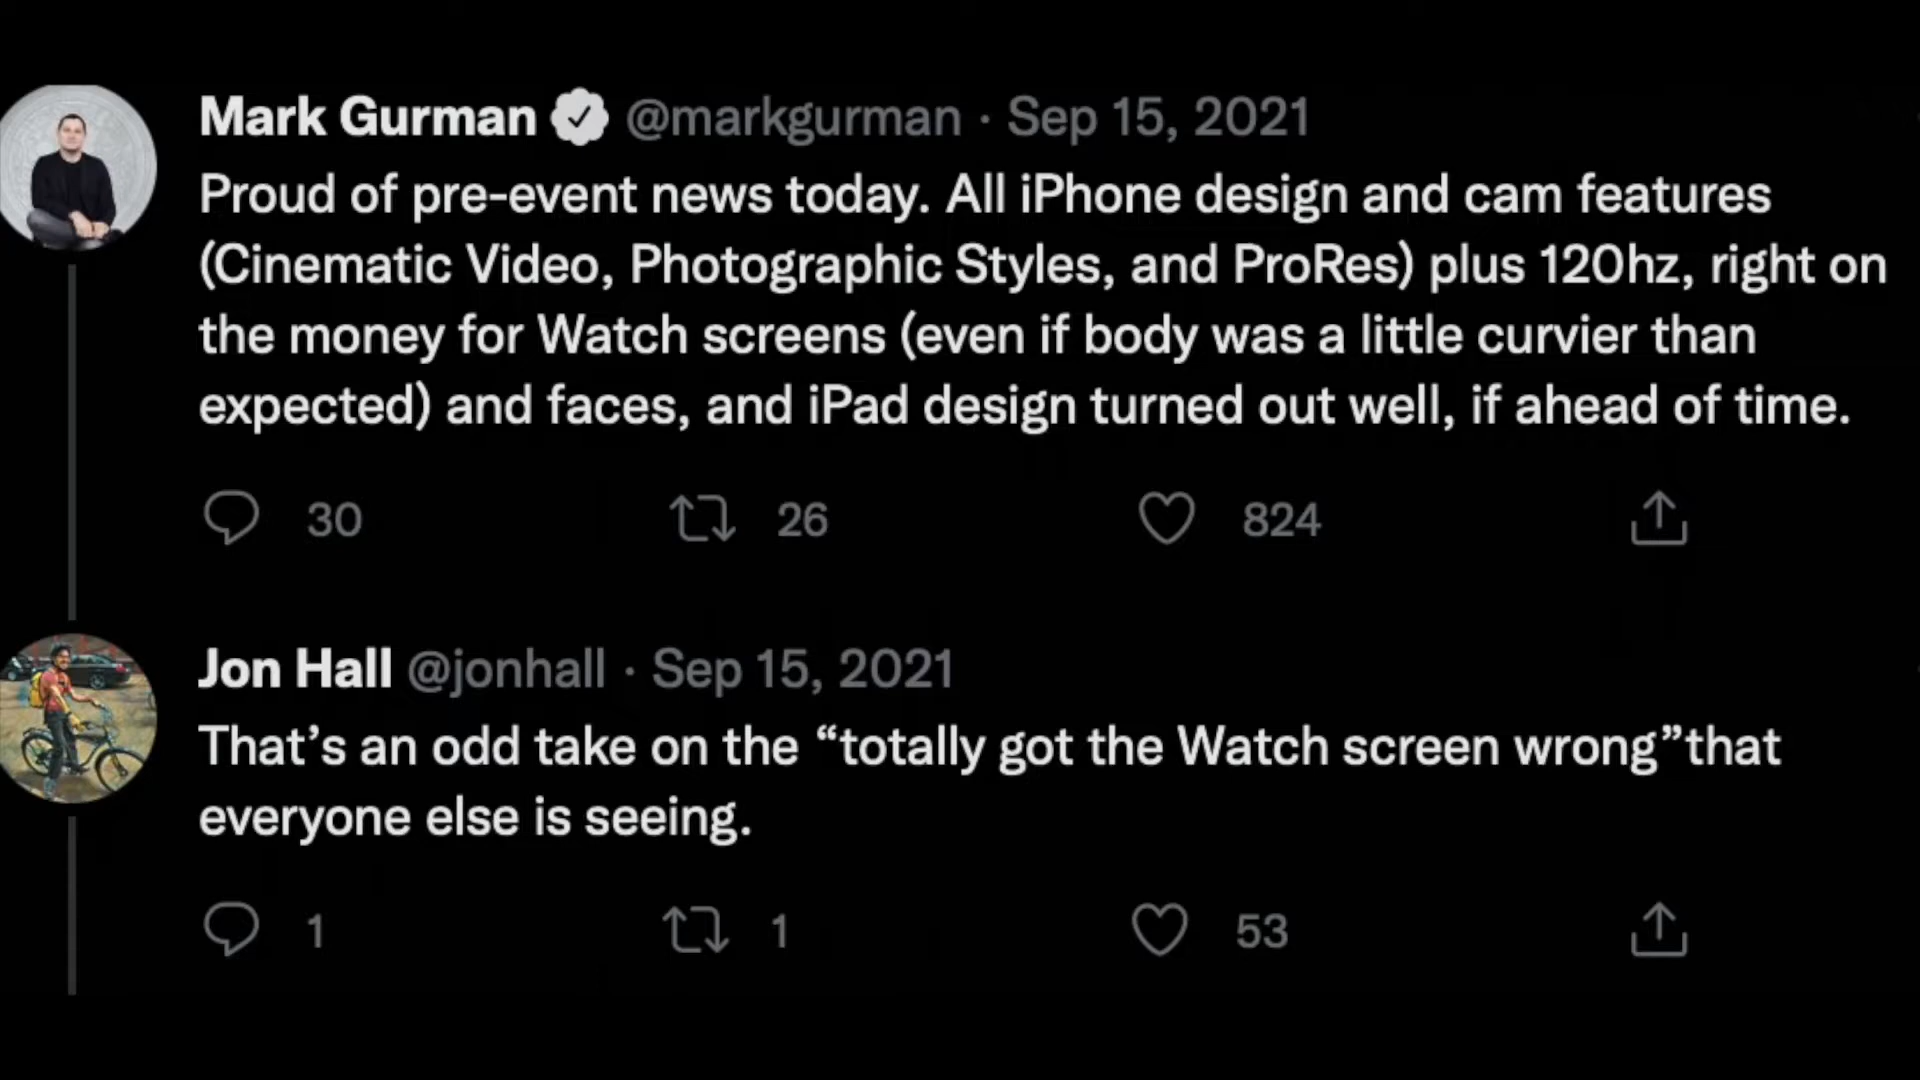 Mark Gurman @markgurman · Sep 15, 2021
Proud of pre-event news today. All iPhone design and cam features
(Cinematic Video, Photographic Styles, and ProRes) plus 120hz, right on
the money for Watch screens (even if body was a little curvier than
expected) and faces, and iPad design turned out well, if ahead of time.
30 26 824
Jon Hall @jonhall · Sep 15, 2021
That’s an odd take on the “totally got the Watch screen wrong”that
everyone else is seeing.
1 1 53